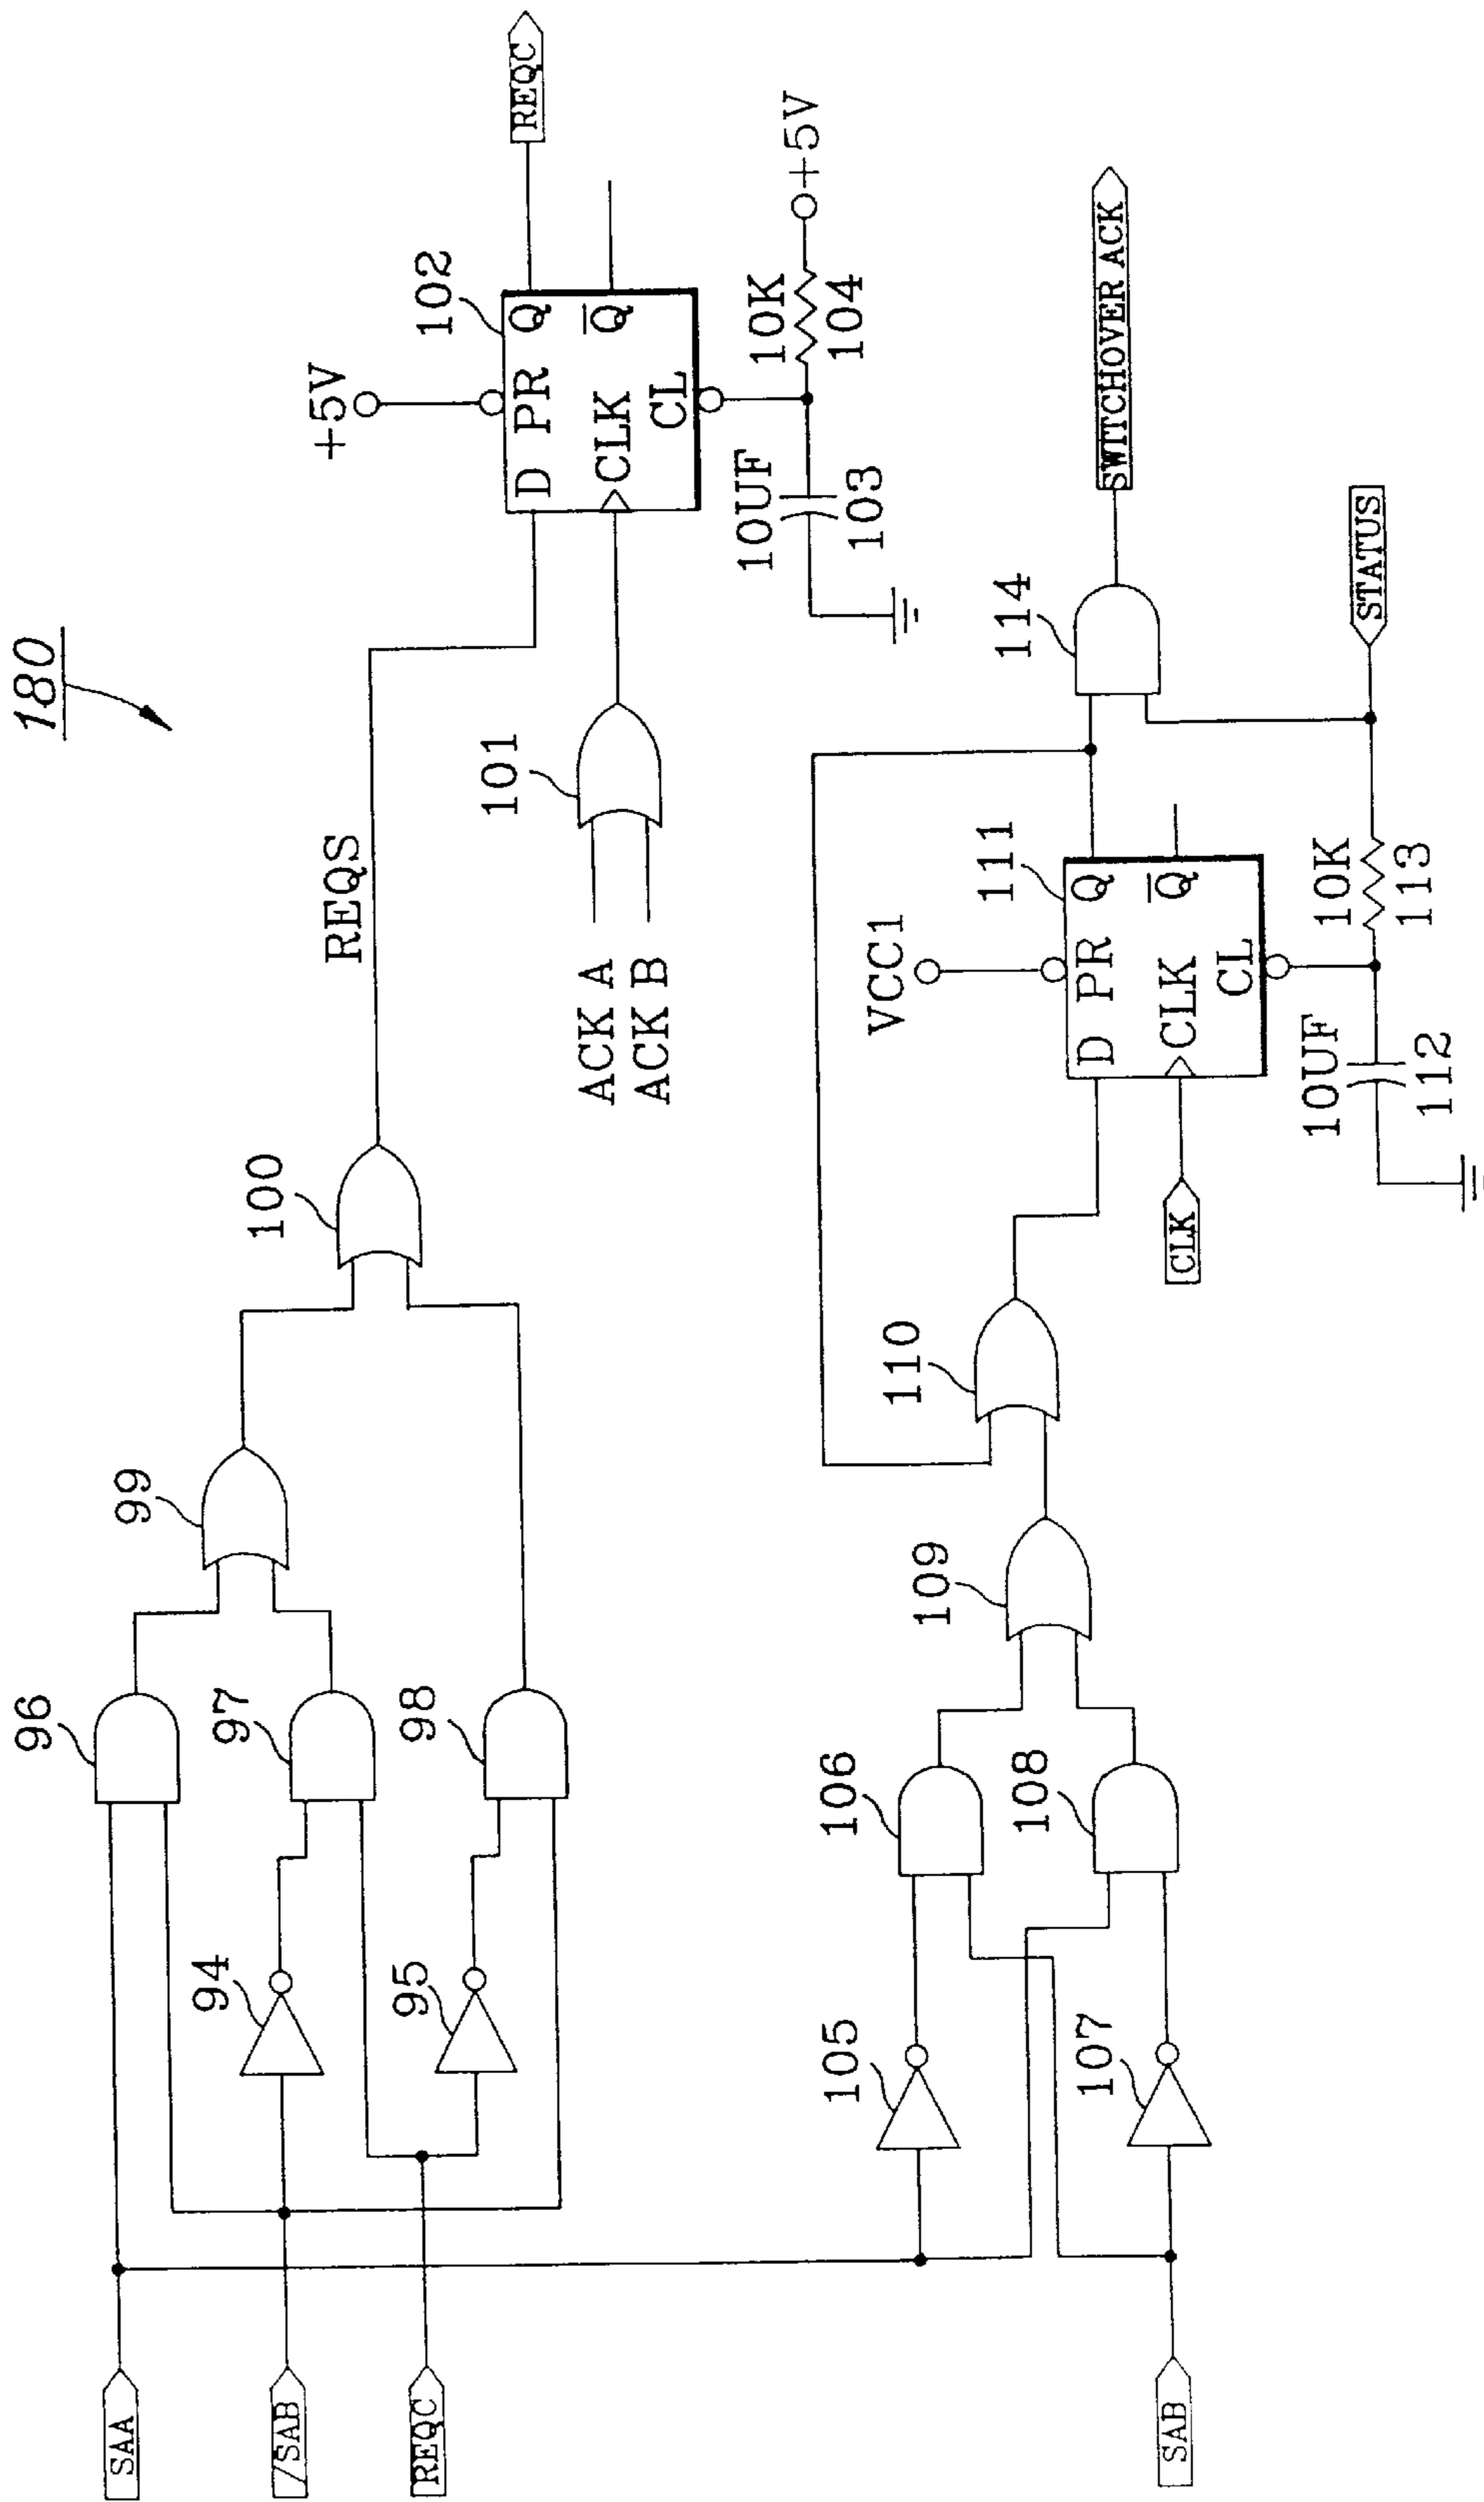 180
SAA
/SAB
REQC
96
94
97
95
98
99
100
REQS
ACK A
ACK B
101
+5V
102
D PR Q
CLK Q
CL
REQC
10UF
103
10K
104
+5V
SAB
105
106
107
108
109
110
VCC1
111
D PR Q
CLK Q
CL
CLK
10UF
112
10K
113
114
SWITCHOVER ACK
STATUS